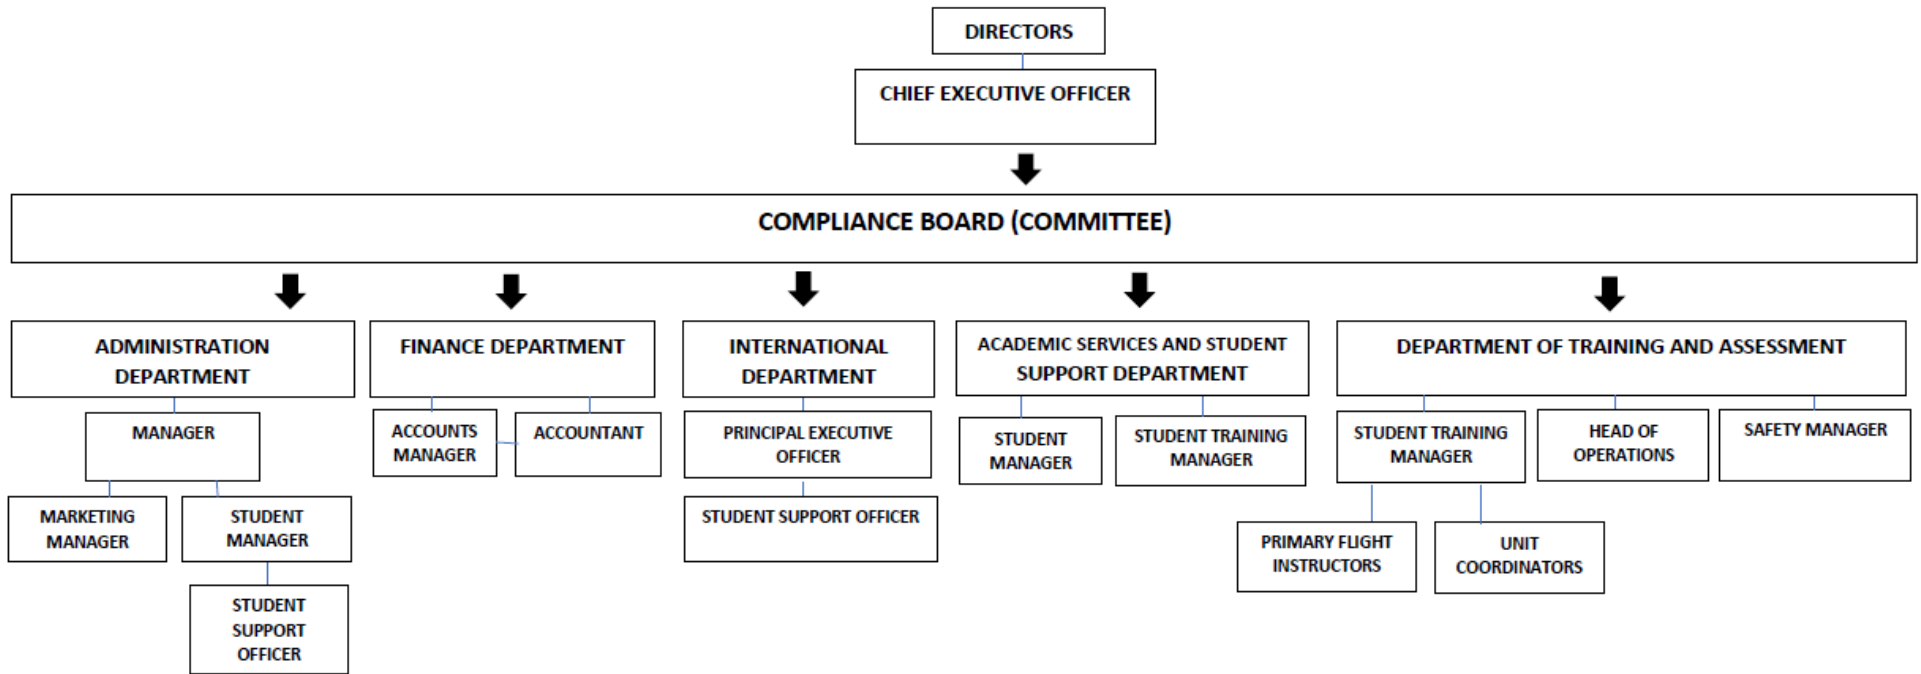 DIRECTORS
CHIEF EXECUTIVE OFFICER
COMPLIANCE BOARD (COMMITTEE)
ADMINISTRATION
DEPARTMENT
FINANCE DEPARTMENT
INTERNATIONAL
DEPARTMENT
ACADEMIC SERVICES AND STUDENT
SUPPORT DEPARTMENT
DEPARTMENT OF TRAINING AND ASSESSMENT
MANAGER
ACCOUNTS
MANAGER
ACCOUNTANT
PRINCIPAL EXECUTIVE
OFFICER
STUDENT
MANAGER
STUDENT TRAINING
MANAGER
STUDENT TRAINING
MANAGER
HEAD OF
OPERATIONS
SAFETY MANAGER
MARKETING
MANAGER
STUDENT
MANAGER
STUDENT SUPPORT OFFICER
PRIMARY FLIGHT
INSTRUCTORS
UNIT
COORDINATORS
STUDENT
SUPPORT
OFFICER